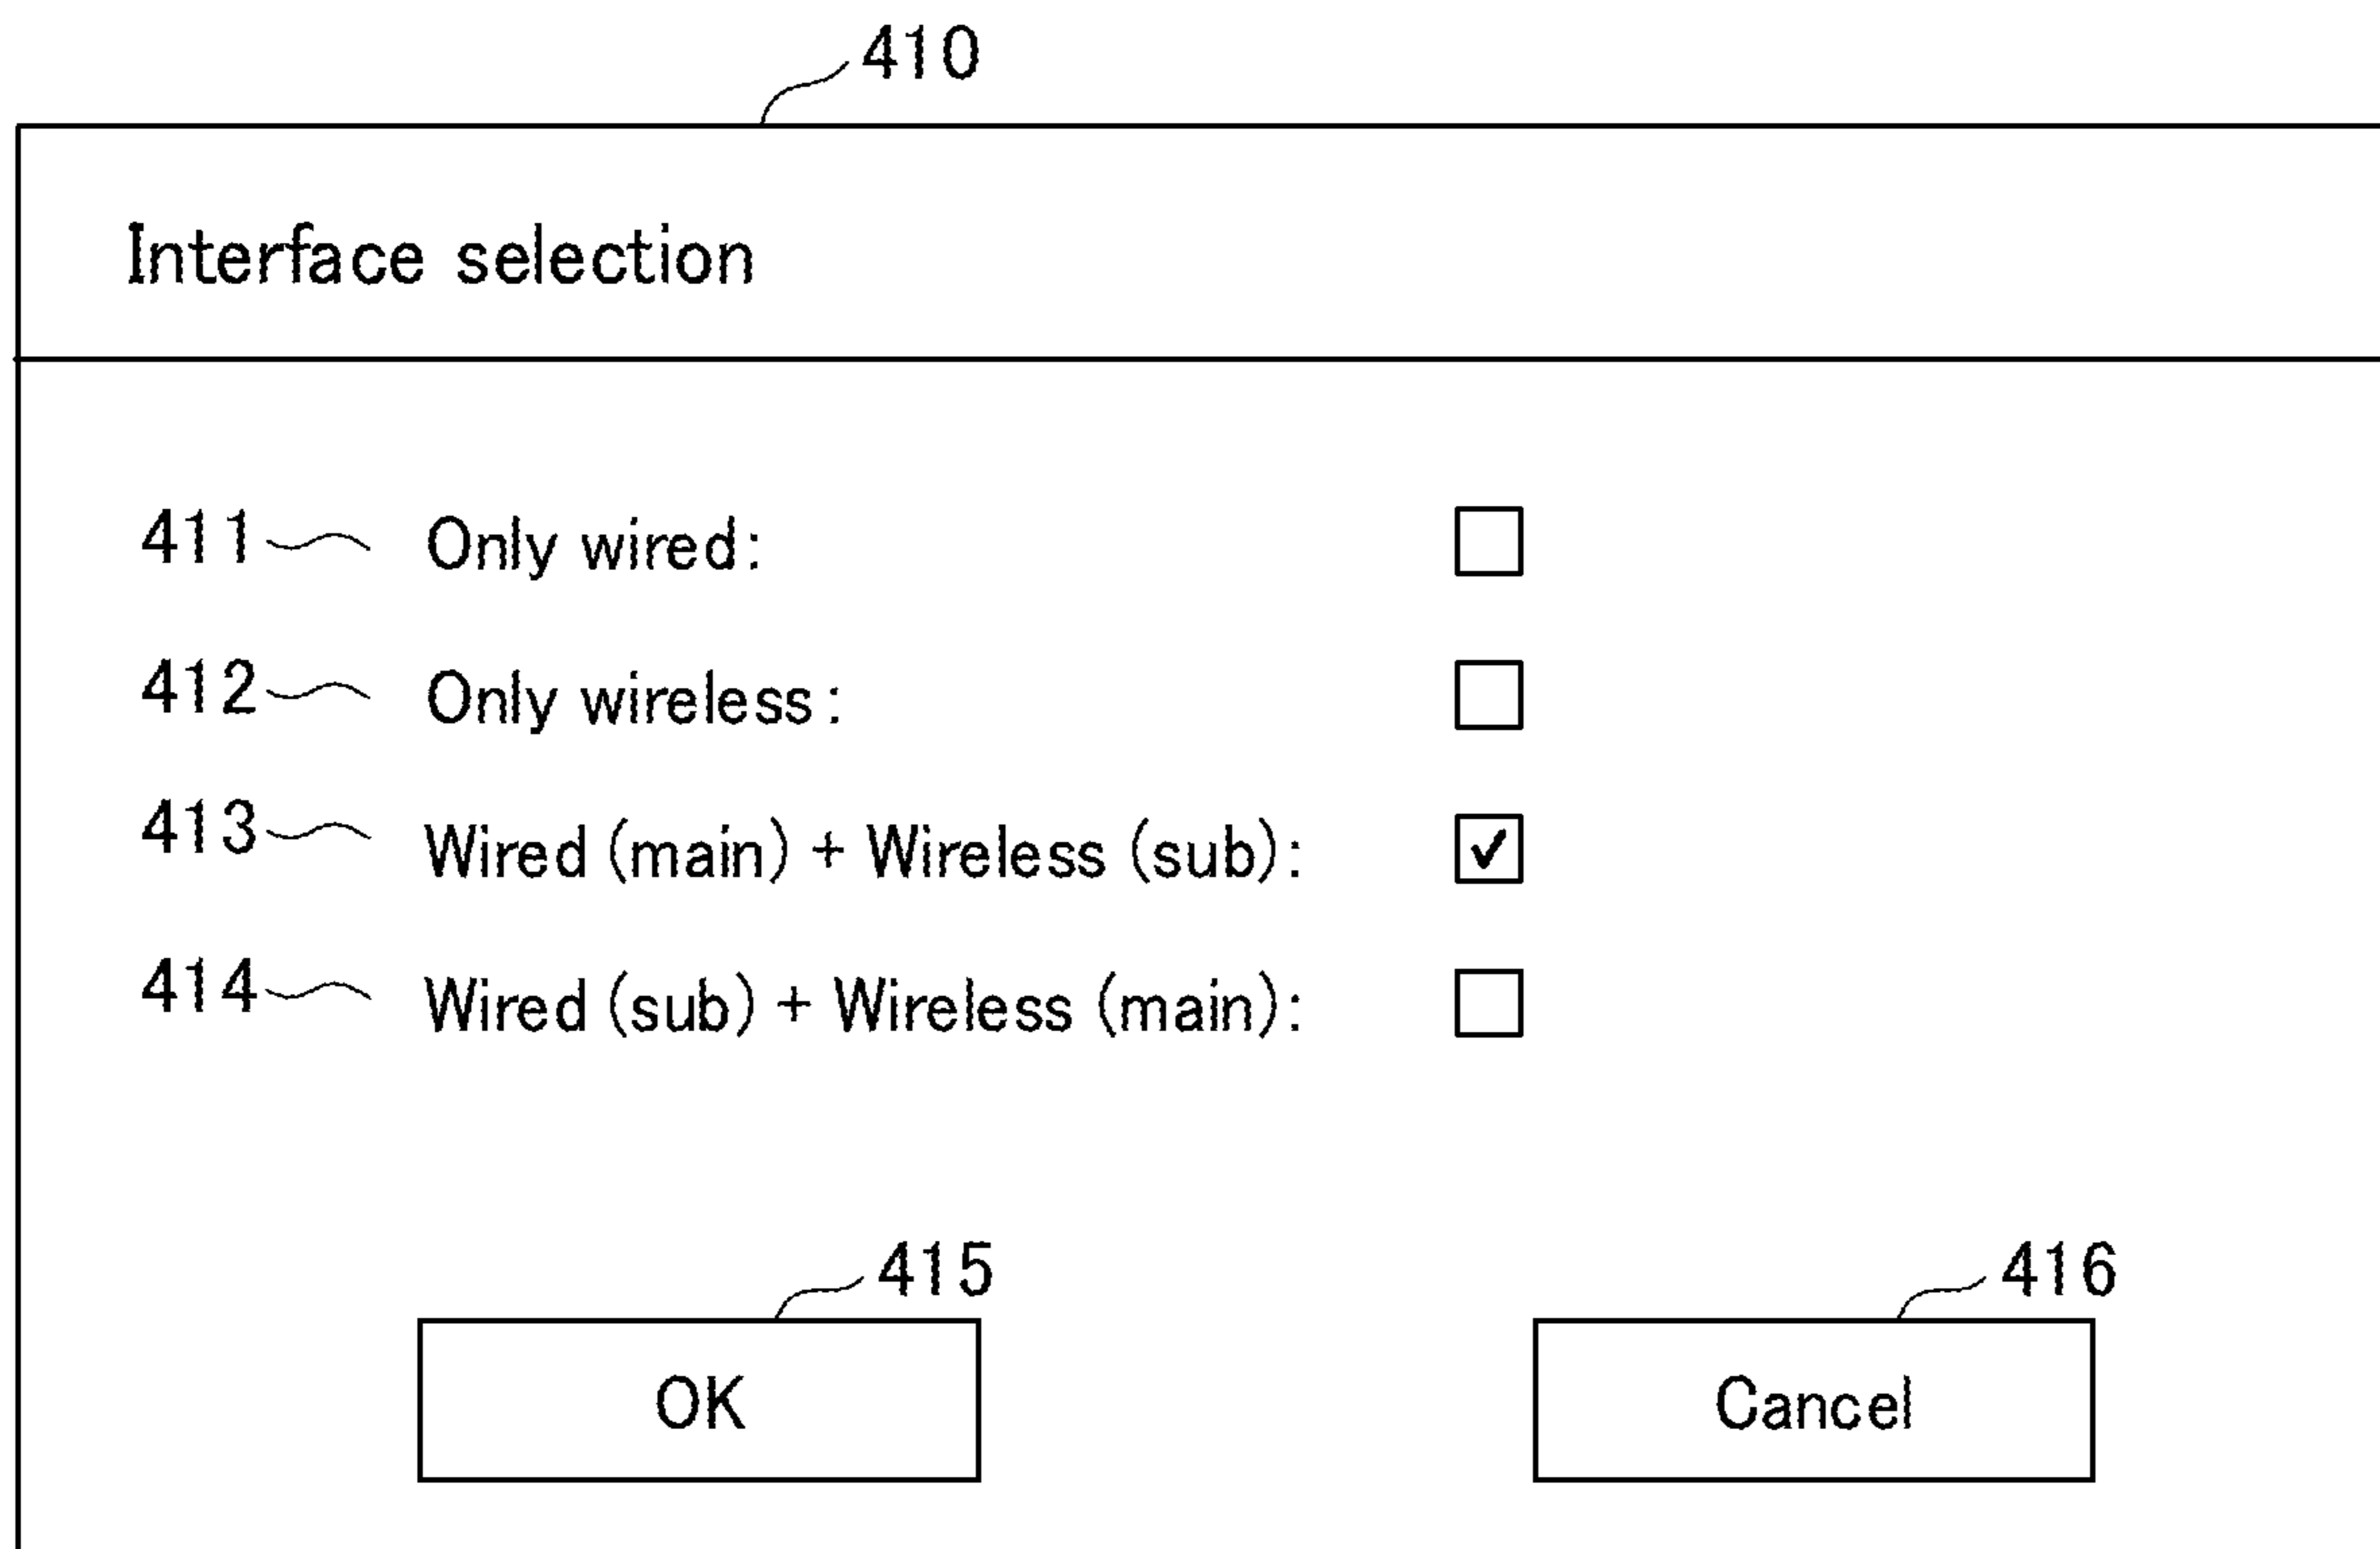 410
Interface selection
411 Only wired:
412 Only wireless:
413 Wired (main) + Wireless (sub):
414 Wired (sub) + Wireless (main):
415 416
OK Cancel